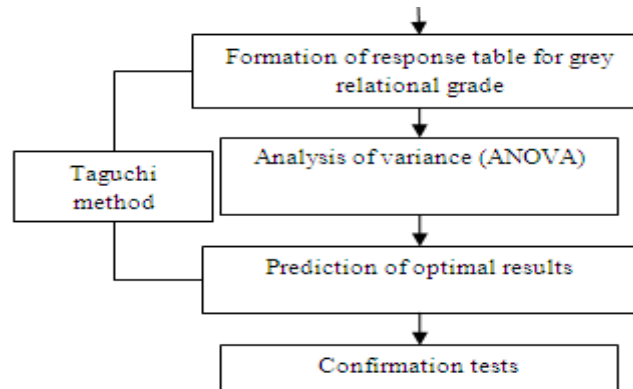 Formation of response table for grey
relational grade
Analysis of variance (ANOVA)
Taguchi
method
Prediction of optimal results
Confirmation tests